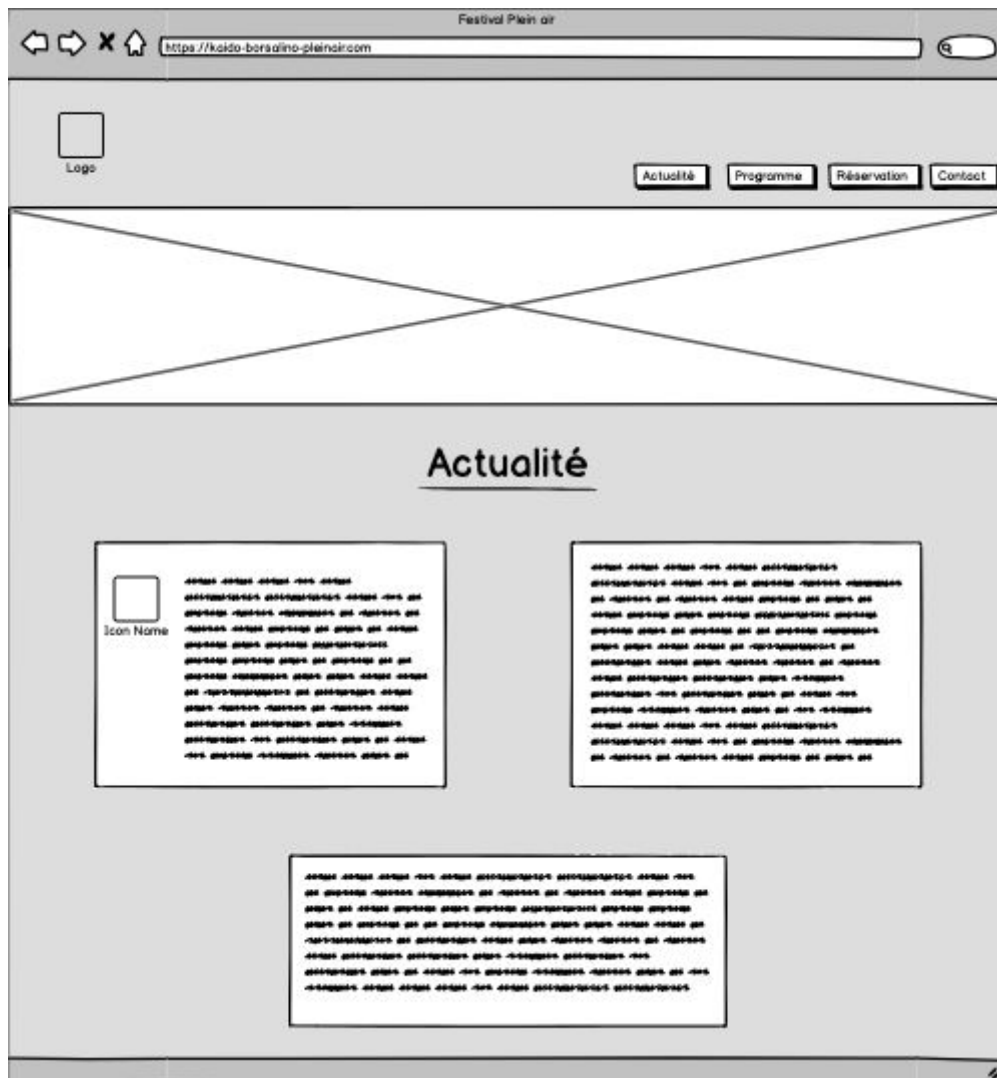 Festival Plein air
https://kaido-borsalino-pleinair.com
Logo
Actualité
Programme
Réservation
Contact
Actualité
Icon Name